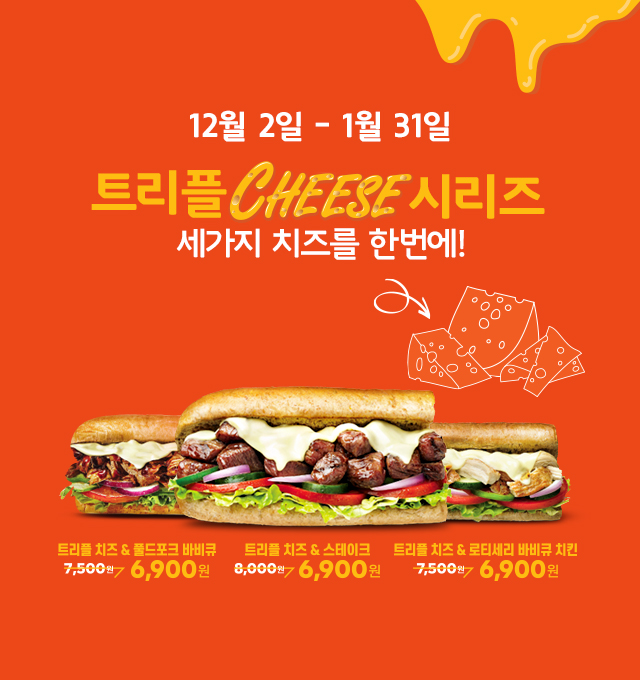 12월 2일 - 1월 31일
트리플 CHEESE 시리즈
세가지 치즈를 한번에!
트리플 치즈 & 풀드포크 바비큐
7,500원 6,900원
트리플 치즈 & 스테이크
8,000원 6,900원
트리플 치즈 & 로티세리 바비큐 치킨
7,500원 6,900원